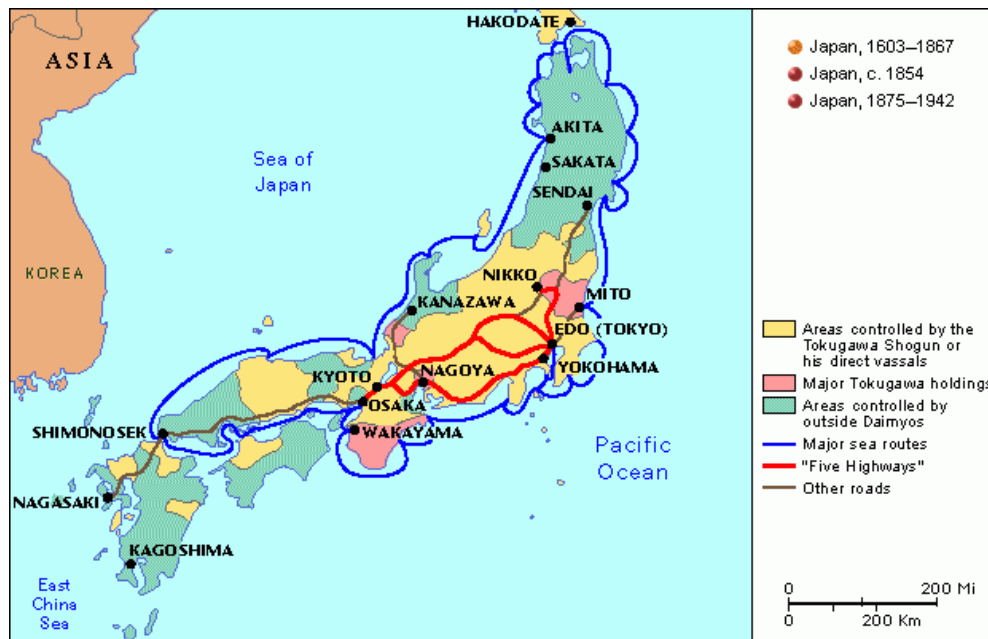 HAKODATE
ASIA
Japan, 1603–1867
Japan, c. 1854
Japan, 1875–1942
AKITA
Sea of
Japan
SAKATA
SENDAI
KOREA
NIKKO
KANAZAWA
MITO
EDO (TOKYO)
YOKOHAMA
KYOTO
NAGOYA
OSAKA
SHIMONOSEK
WAKAYAMA
Pacific
Ocean
NAGASAKI
KAGOSHIMA
East
China
Sea
Areas controlled by the
Tokugawa Shogun or
his direct vassals
Major Tokugawa holdings
Areas controlled by
outside Daimyos
Major sea routes
"Five Highways"
Other roads
0 200 Mi
0 200 Km